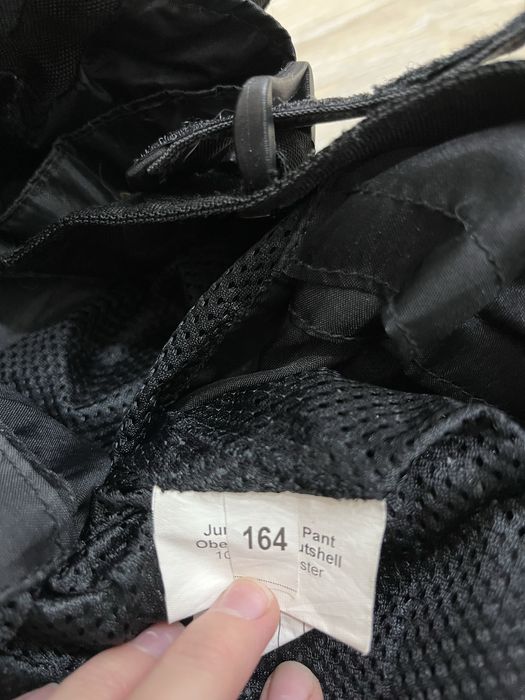 Ju 164 Pant
Obe utshell
10 ster